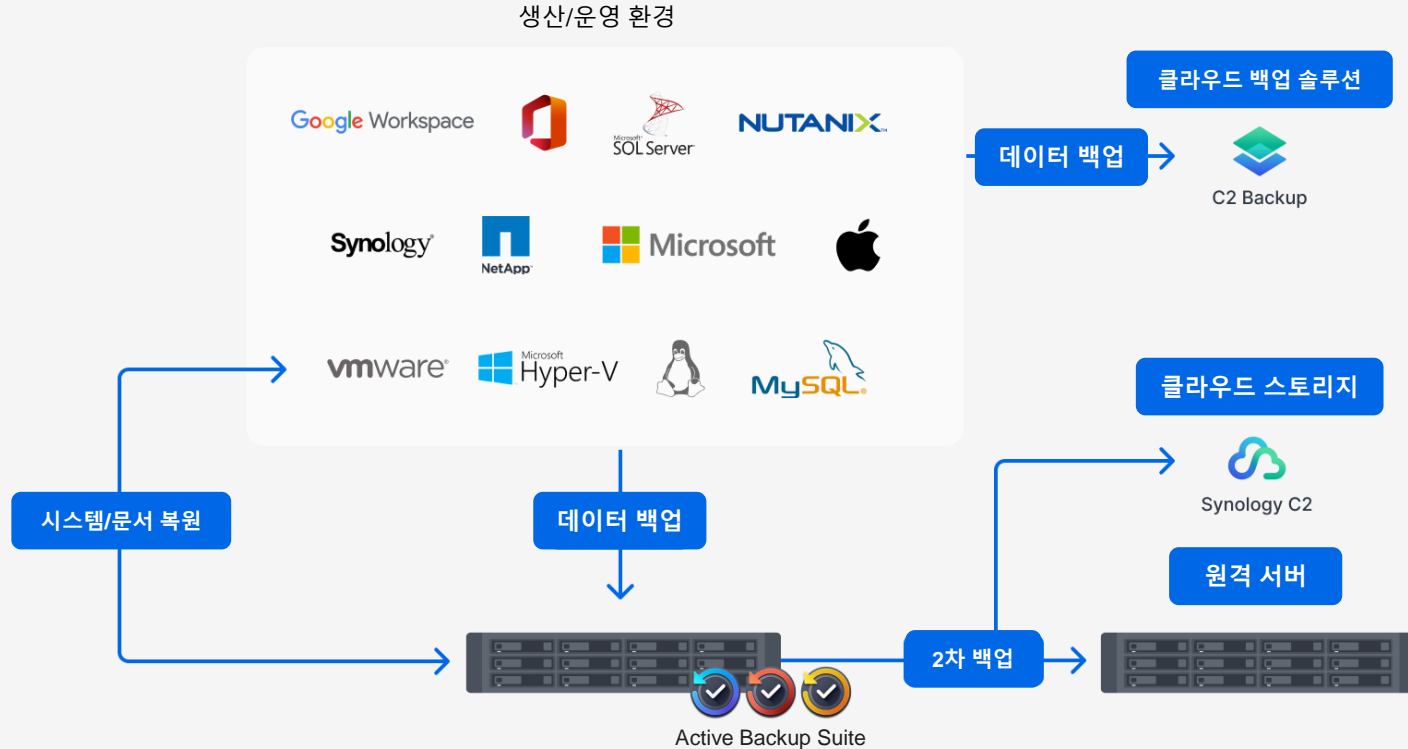 생산/운영 환경
Google Workspace
Microsoft
SQL Server
NUTANIX™
Synology®
NetApp™
Microsoft
vmware®
Microsoft
Hyper-V
MySQL®
데이터 백업
클라우드 백업 솔루션
C2 Backup
클라우드 스토리지
Synology C2
시스템/문서 복원
데이터 백업
원격 서버
2차 백업
Active Backup Suite